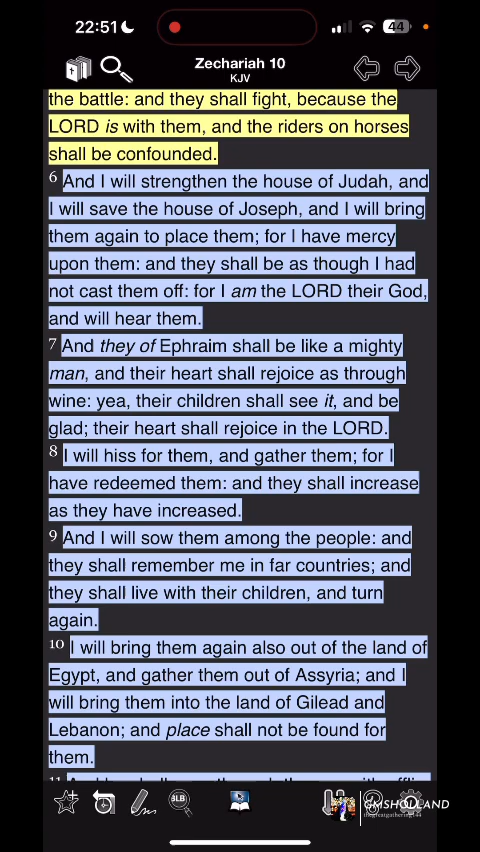 22:51
44
Zechariah 10
KJV
the battle: and they shall fight, because the
LORD is with them, and the riders on horses
shall be confounded.
6 And I will strengthen the house of Judah, and
I will save the house of Joseph, and I will bring
them again to place them; for I have mercy
upon them: and they shall be as though I had
not cast them off: for I am the LORD their God,
and will hear them.
7 And they of Ephraim shall be like a mighty
man, and their heart shall rejoice as through
wine: yea, their children shall see it, and be
glad; their heart shall rejoice in the LORD.
8 I will hiss for them, and gather them; for I
have redeemed them: and they shall increase
as they have increased.
9 And I will sow them among the people: and
they shall remember me in far countries; and
they shall live with their children, and turn
again.
10 I will bring them again also out of the land of
Egypt, and gather them out of Assyria; and I
will bring them into the land of Gilead and
Lebanon; and place shall not be found for
them.
BLB
GMSHOLLAND
thegreatgathering144